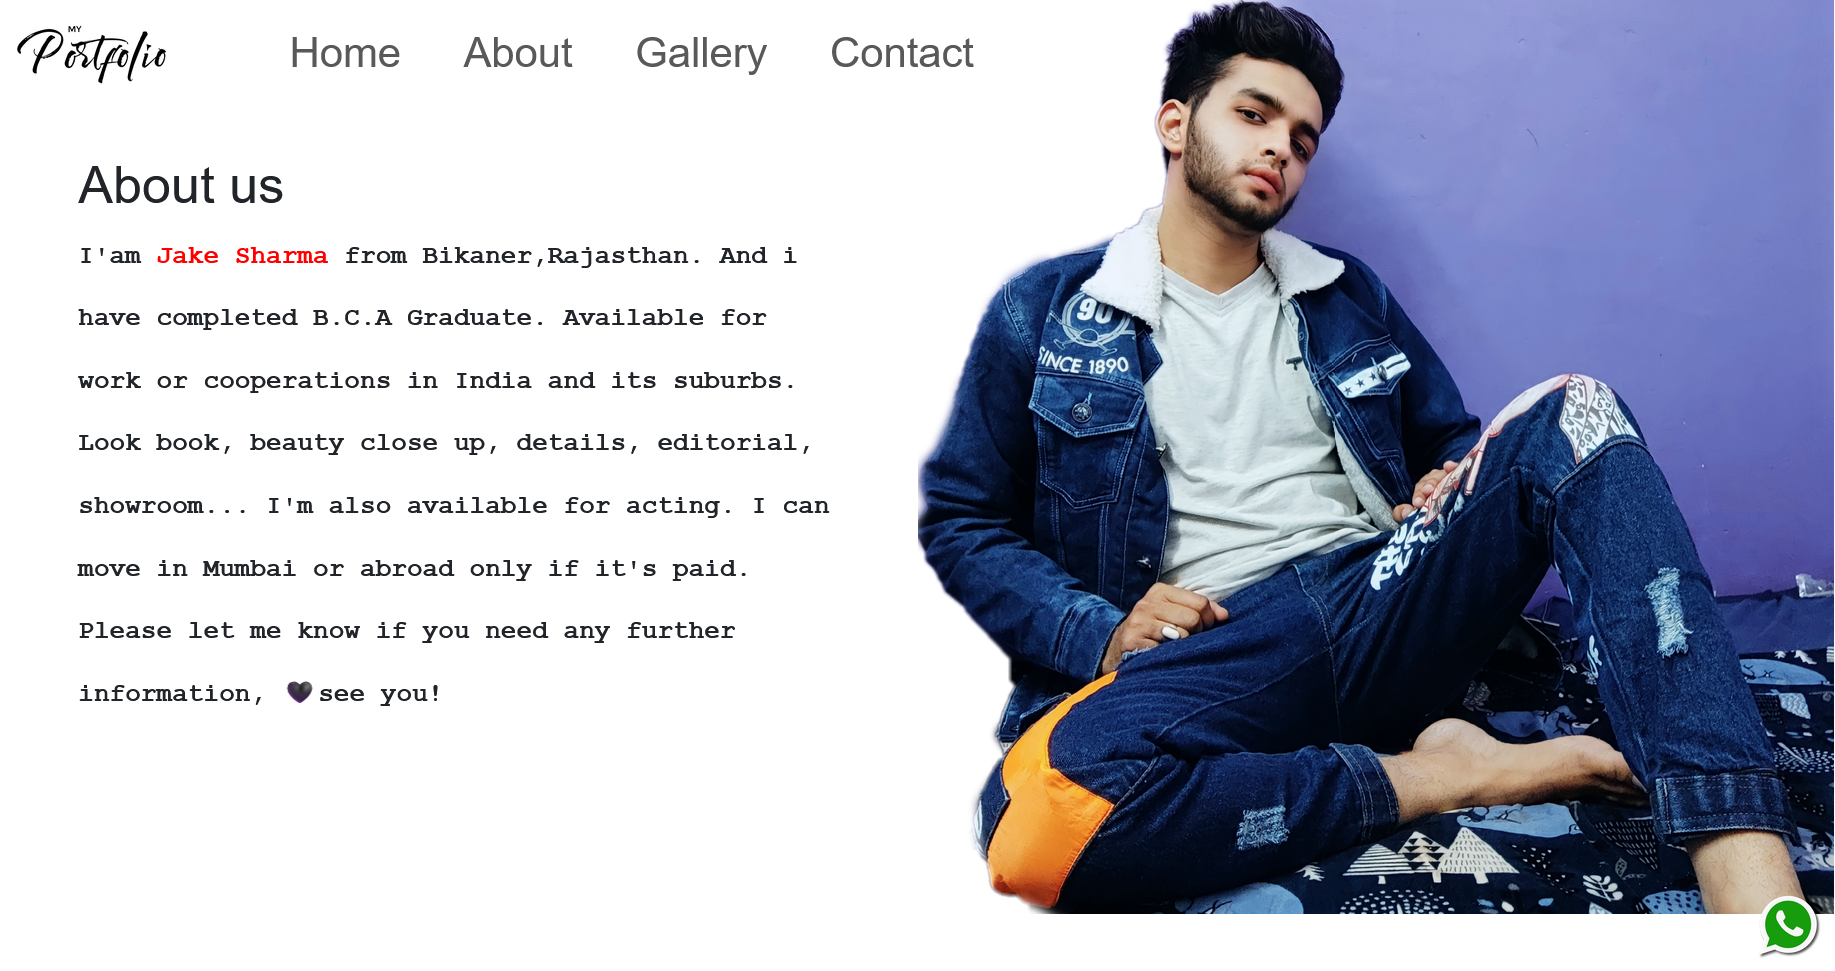 MY
Portfolio
Home About Gallery Contact
About us
I'am Jake Sharma from Bikaner,Rajasthan. And i
have completed B.C.A Graduate. Available for
work or cooperations in India and its suburbs.
Look book, beauty close up, details, editorial,
showroom... I'm also available for acting. I can
move in Mumbai or abroad only if it's paid.
Please let me know if you need any further
information, 🖤see you!
90
SINCE 1890